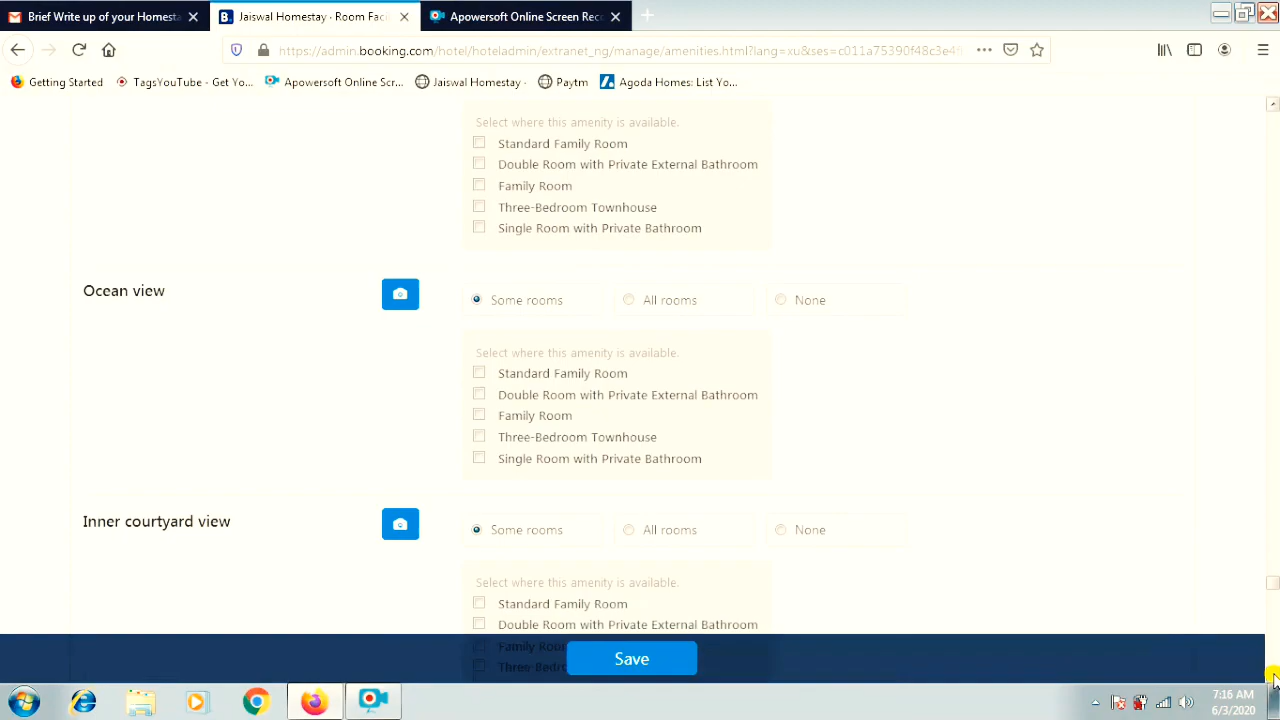 Brief Write up of your Homesta
Jaiswal Homestay · Room Fac
Apowersoft Online Screen Rec
https://admin.booking.com/hotel/hoteladmin/extranet_ng/manage/amenities.html?lang=xu&ses=c011a75390f48c3e4
Getting Started
TagsYouTube - Get Yo...
Apowersoft Online Scr...
Jaiswal Homestay ·
Paytm
Agoda Homes: List Yo...
Select where this amenity is available.
Standard Family Room
Double Room with Private External Bathroom
Family Room
Three-Bedroom Townhouse
Single Room with Private Bathroom
Ocean view
Some rooms
All rooms
None
Select where this amenity is available.
Standard Family Room
Double Room with Private External Bathroom
Family Room
Three-Bedroom Townhouse
Single Room with Private Bathroom
Inner courtyard view
Some rooms
All rooms
None
Select where this amenity is available.
Standard Family Room
Double Room with Private External Bathroom
Family Roo
Three-Bedr
Save
7:16 AM
6/3/2020